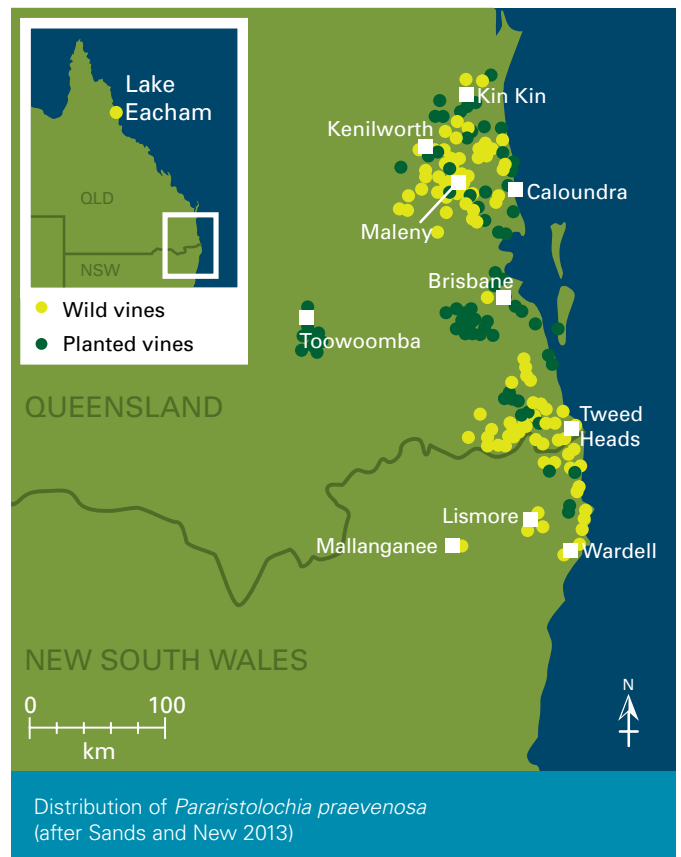 Lake
Eacham
QLD
NSW
Wild vines
Planted vines
Kin Kin
Kenilworth
Caloundra
Maleny
Brisbane
Toowoomba
QUEENSLAND
Tweed
Heads
Lismore
Mallanganee
Wardell
NEW SOUTH WALES
0 100
km
N
Distribution of Pararistolochia praevenosa
(after Sands and New 2013)